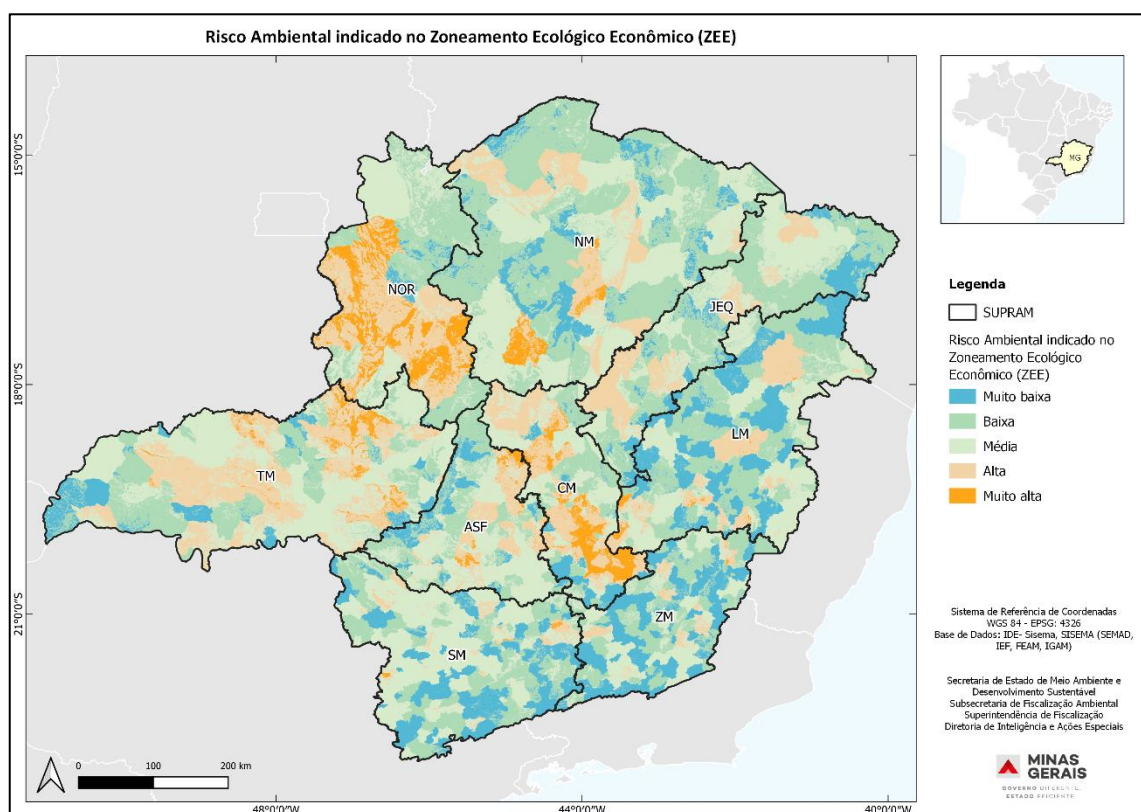 Risco Ambiental indicado no Zoneamento Ecológico Econômico (ZEE)
15°0'0"S
18°0'0"S
21°0'0"S
48°0'0"W
44°0'0"W
40°0'0"W
NM
NOR
JEQ
LM
TM
CM
ASF
ZM
SM
0
100
200 km
MG
Legenda
SUPRAM
Risco Ambiental indicado no
Zoneamento Ecológico
Econômico (ZEE)
Muito baixa
Baixa
Média
Alta
Muito alta
Sistema de Referência de Coordenadas
WGS 84 - EPSG: 4326
Base de Dados: IDE- Sisema, SISEMA (SEMAD,
IEF, FEAM, IGAM)
Secretaria de Estado de Meio Ambiente e
Desenvolvimento Sustentável
Subsecretaria de Fiscalização Ambiental
Superintendência de Fiscalização
Diretoria de Inteligência e Ações Especiais
MINAS
GERAIS
GOVERNO DIFERENTE.
ESTADO EFICIENTE.